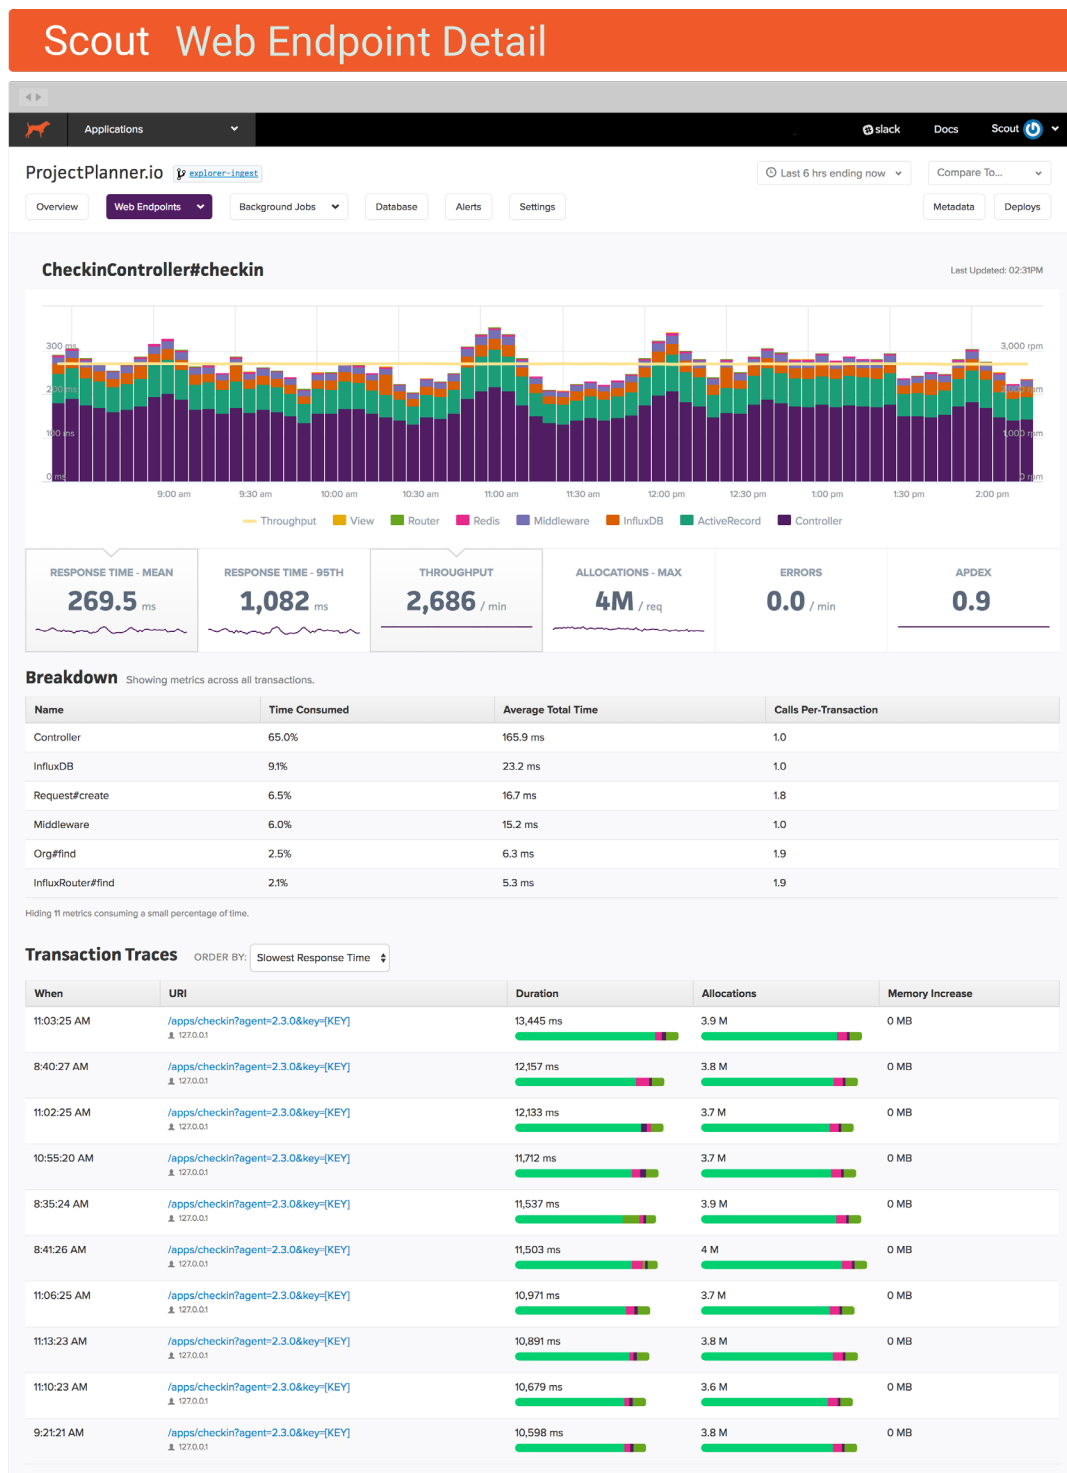 Scout Web Endpoint Detail
Applications
slack Docs Scout
ProjectPlanner.io explorer-ingest
Last 6 hrs ending now Compare To...
Overview Web Endpoints Background Jobs Database Alerts Settings Metadata Deploys
CheckinController#checkin
Last Updated: 02:31PM
300 ms 3,000 rpm
200 ms 2,000 rpm
100 ms 1,000 rpm
0 ms 0 rpm
9:00 am 9:30 am 10:00 am 10:30 am 11:00 am 11:30 am 12:00 pm 12:30 pm 1:00 pm 1:30 pm 2:00 pm
Throughput View Router Redis Middleware InfluxDB ActiveRecord Controller
RESPONSE TIME - MEAN RESPONSE TIME - 95TH THROUGHPUT ALLOCATIONS - MAX ERRORS APDEX
269.5 ms 1,082 ms 2,686 / min 4M / req 0.0 / min 0.9
Breakdown Showing metrics across all transactions.
Name Time Consumed Average Total Time Calls Per-Transaction
Controller 65.0% 165.9 ms 1.0
InfluxDB 9.1% 23.2 ms 1.0
Request#create 6.5% 16.7 ms 1.8
Middleware 6.0% 15.2 ms 1.0
Org#find 2.5% 6.3 ms 1.9
InfluxRouter#find 2.1% 5.3 ms 1.9
Hiding 11 metrics consuming a small percentage of time.
Transaction Traces ORDER BY: Slowest Response Time
When URI Duration Allocations Memory Increase
11:03:25 AM /apps/checkin?agent=2.3.0&key=[KEY] 13,445 ms 3.9 M 0 MB
127.0.0.1
8:40:27 AM /apps/checkin?agent=2.3.0&key=[KEY] 12,157 ms 3.8 M 0 MB
127.0.0.1
11:02:25 AM /apps/checkin?agent=2.3.0&key=[KEY] 12,133 ms 3.7 M 0 MB
127.0.0.1
10:55:20 AM /apps/checkin?agent=2.3.0&key=[KEY] 11,712 ms 3.7 M 0 MB
127.0.0.1
8:35:24 AM /apps/checkin?agent=2.3.0&key=[KEY] 11,537 ms 3.9 M 0 MB
127.0.0.1
8:41:26 AM /apps/checkin?agent=2.3.0&key=[KEY] 11,503 ms 4 M 0 MB
127.0.0.1
11:06:25 AM /apps/checkin?agent=2.3.0&key=[KEY] 10,971 ms 3.7 M 0 MB
127.0.0.1
11:13:23 AM /apps/checkin?agent=2.3.0&key=[KEY] 10,891 ms 3.8 M 0 MB
127.0.0.1
11:10:23 AM /apps/checkin?agent=2.3.0&key=[KEY] 10,679 ms 3.6 M 0 MB
127.0.0.1
9:21:21 AM /apps/checkin?agent=2.3.0&key=[KEY] 10,598 ms 3.8 M 0 MB
127.0.0.1